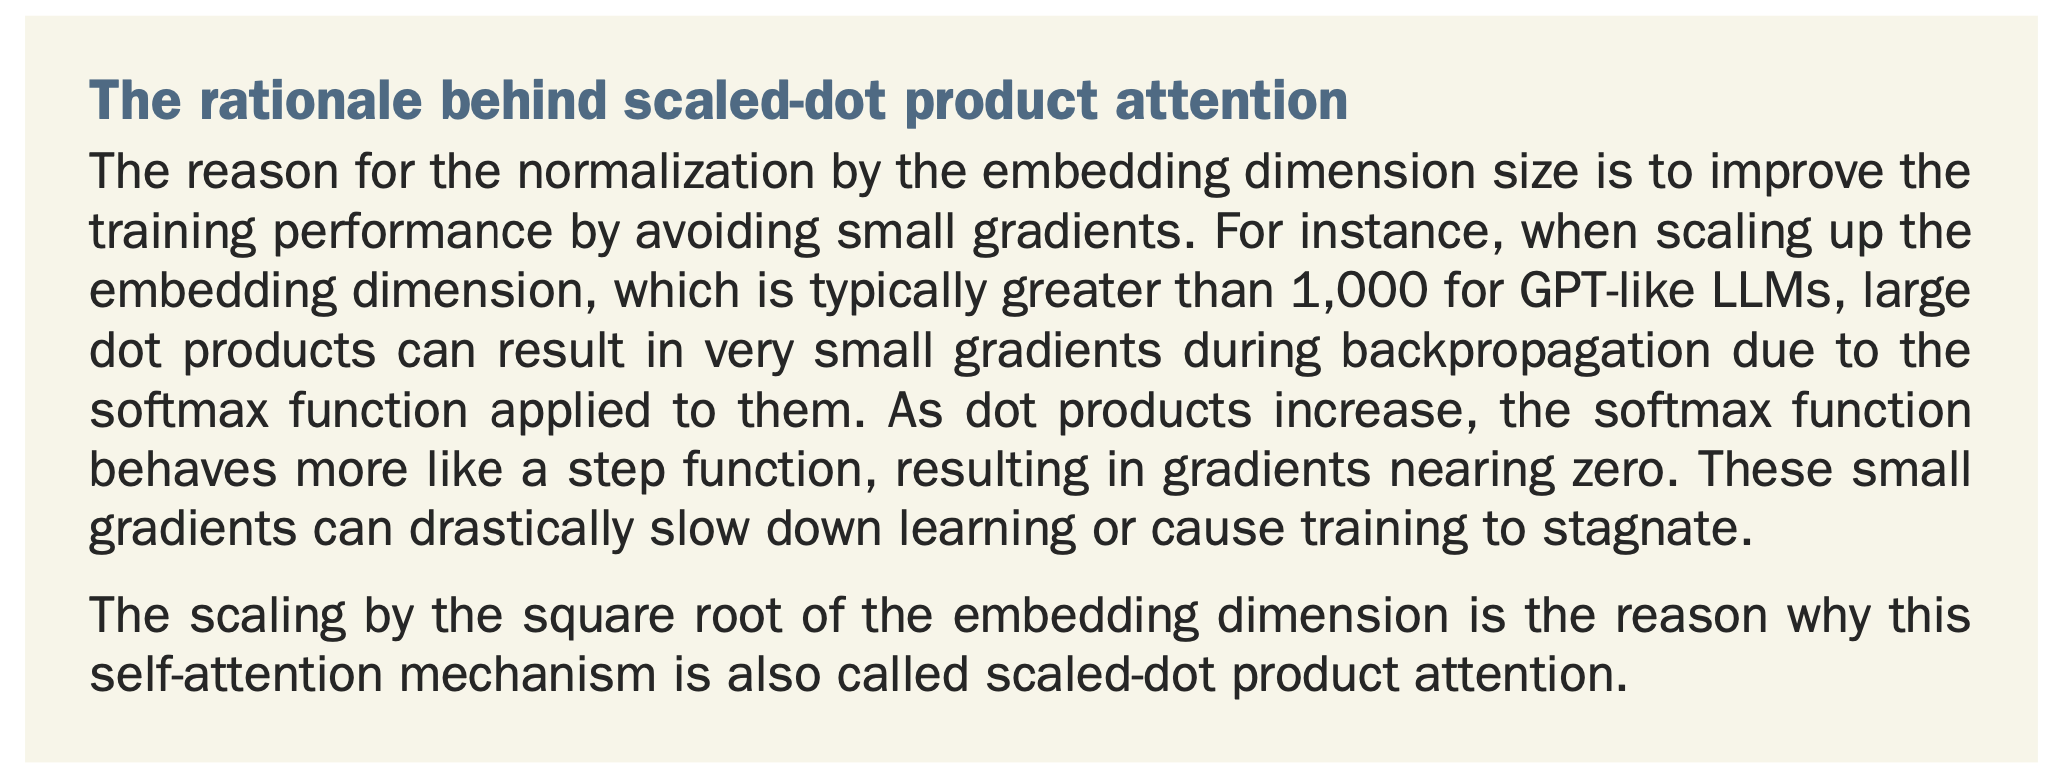 The rationale behind scaled-dot product attention
The reason for the normalization by the embedding dimension size is to improve the
training performance by avoiding small gradients. For instance, when scaling up the
embedding dimension, which is typically greater than 1,000 for GPT-like LLMs, large
dot products can result in very small gradients during backpropagation due to the
softmax function applied to them. As dot products increase, the softmax function
behaves more like a step function, resulting in gradients nearing zero. These small
gradients can drastically slow down learning or cause training to stagnate.
The scaling by the square root of the embedding dimension is the reason why this
self-attention mechanism is also called scaled-dot product attention.